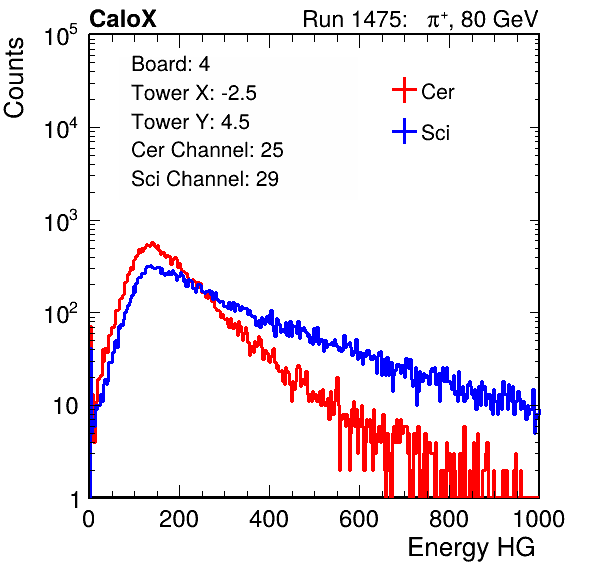 CaloX Run 1475: π⁺, 80 GeV
Counts
10⁵
10⁴
10³
10²
10
1
Board: 4
Tower X: -2.5
Tower Y: 4.5
Cer Channel: 25
Sci Channel: 29
Cer
Sci
0 200 400 600 800 1000
Energy HG